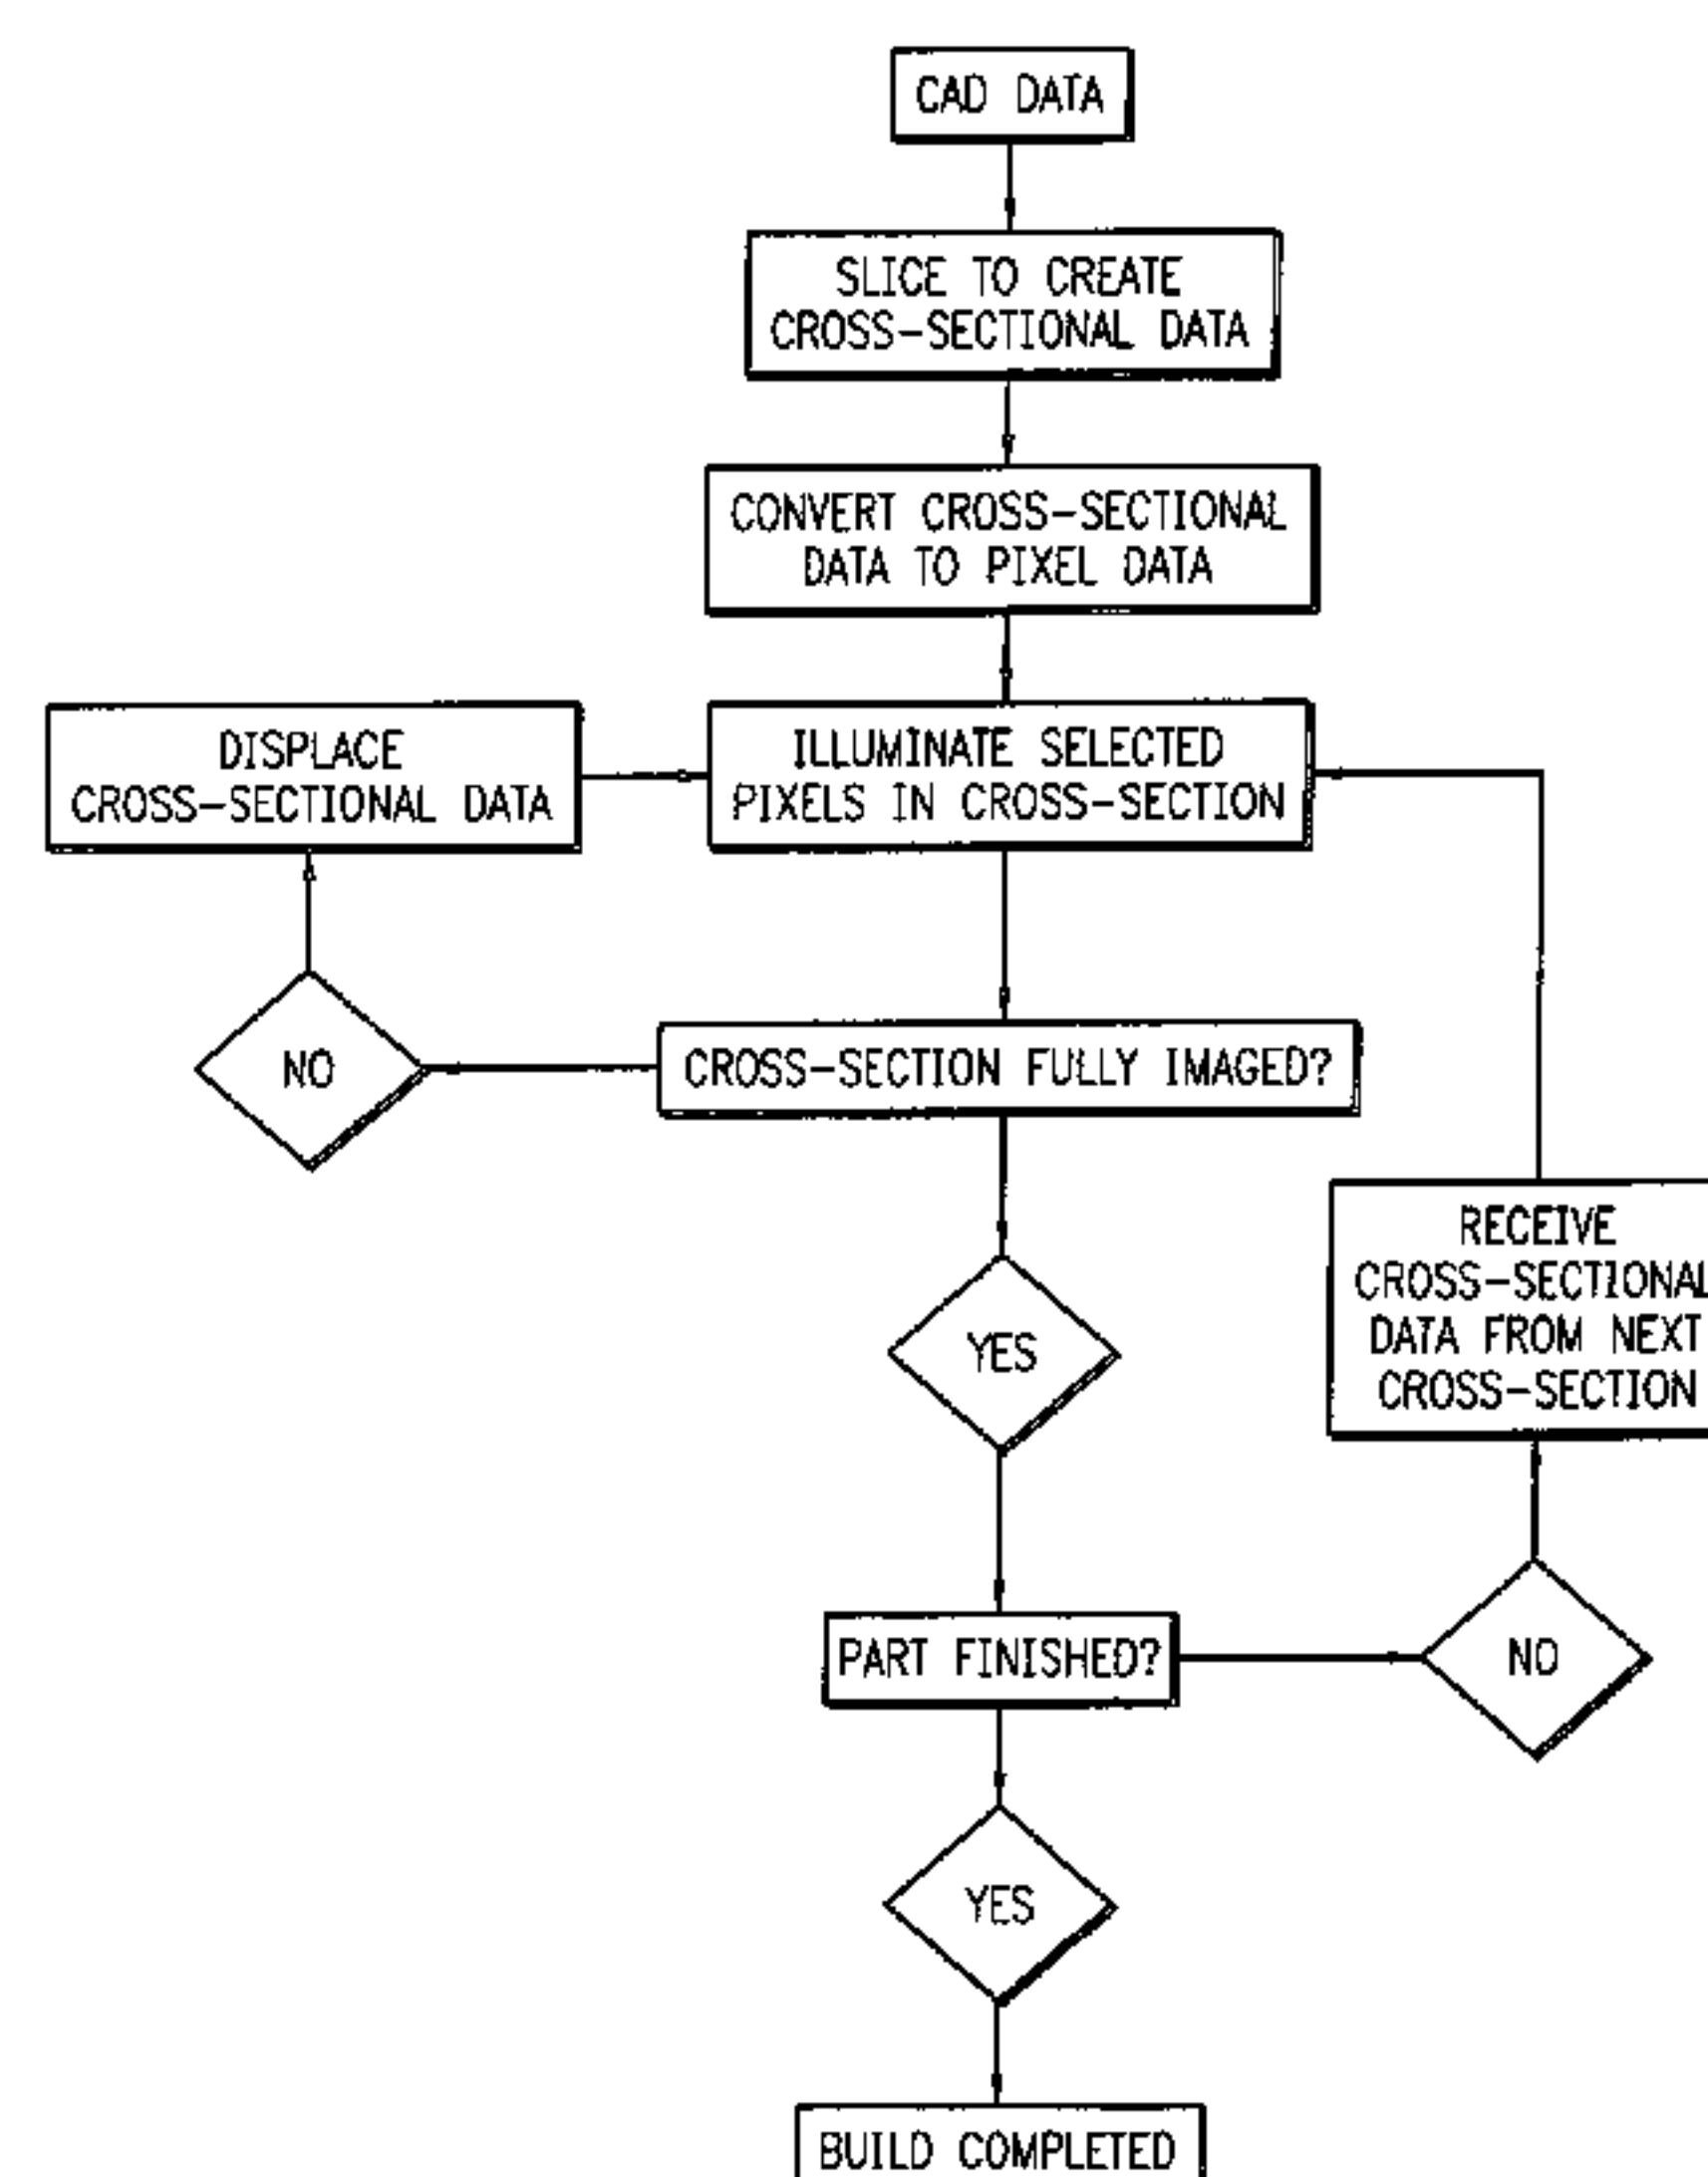 CAD DATA
SLICE TO CREATE
CROSS-SECTIONAL DATA
CONVERT CROSS-SECTIONAL
DATA TO PIXEL DATA
DISPLACE
CROSS-SECTIONAL DATA
ILLUMINATE SELECTED
PIXELS IN CROSS-SECTION
NO
CROSS-SECTION FULLY IMAGED?
RECEIVE
CROSS-SECTIONAL
DATA FROM NEXT
CROSS-SECTION
YES
PART FINISHED?
NO
YES
BUILD COMPLETED